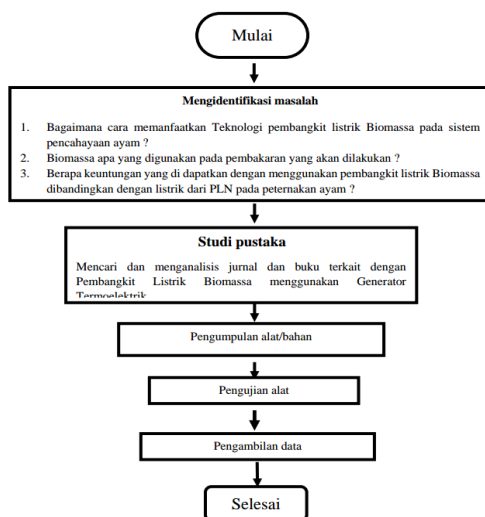 Mulai
Mengidentifikasi masalah
1. Bagaimana cara memanfaatkan Teknologi pembangkit listrik Biomassa pada sistem
pencahayaan ayam ?
2. Biomassa apa yang digunakan pada pembakaran yang akan dilakukan ?
3. Berapa keuntungan yang di dapatkan dengan menggunakan pembangkit listrik Biomassa
dibandingkan dengan listrik dari PLN pada peternakan ayam ?
Studi pustaka
Mencari dan menganalisis jurnal dan buku terkait dengan
Pembangkit Listrik Biomassa menggunakan Generator
Termoelektrik
Pengumpulan alat/bahan
Pengujian alat
Pengambilan data
Selesai